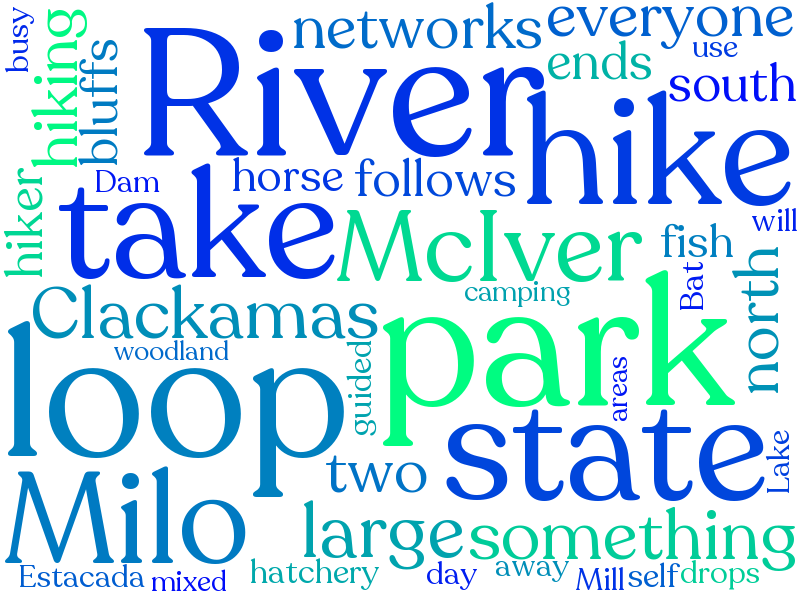 busy
hiking
bluffs
River
networks
everyone
use
ends
south
hike
hiker
Dam
horse
follows
take
McIver
fish
will
Clackamas
camping
Bat
north
loop
woodland
guided
park
areas
state
Lake
Milo
two
large
something
Estacada
mixed
hatchery
day
away
Mill
self
drops